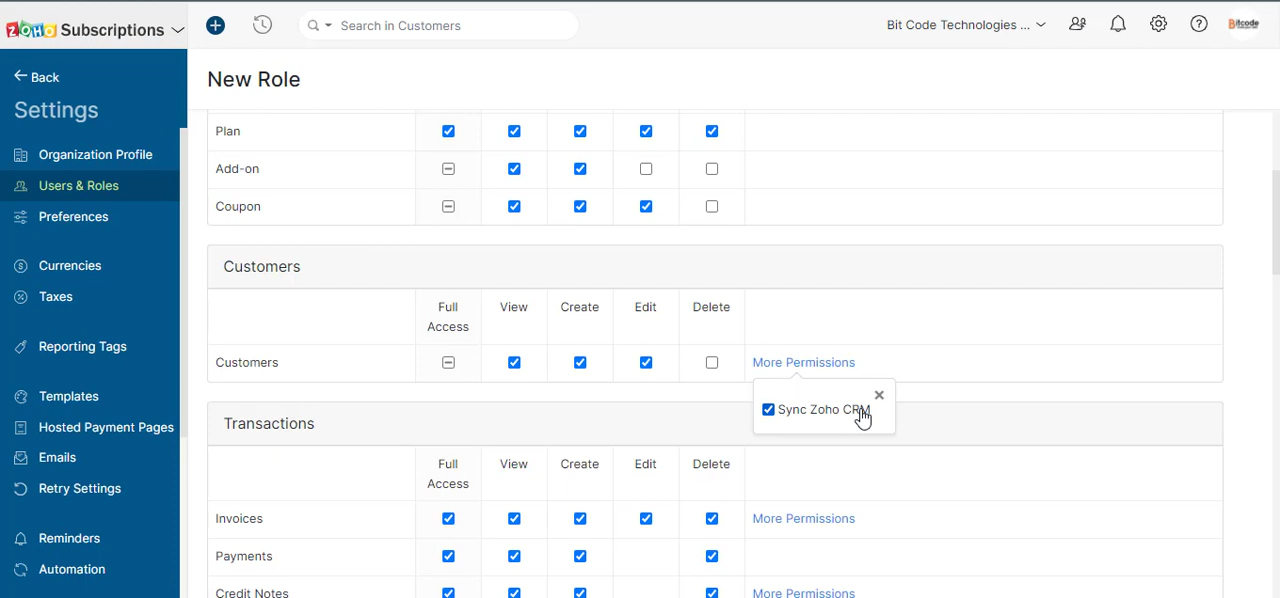 ZOHO Subscriptions
Search in Customers
Bit Code Technologies ...
Bitcode
Back
Settings
Organization Profile
Users & Roles
Preferences
Currencies
Taxes
Reporting Tags
Templates
Hosted Payment Pages
Emails
Retry Settings
Reminders
Automation
New Role
Plan
Add-on
Coupon
Customers
Full Access View Create Edit Delete
Customers More Permissions
Sync Zoho CRM
Transactions
Full Access View Create Edit Delete
Invoices More Permissions
Payments
Credit Notes More Permissions